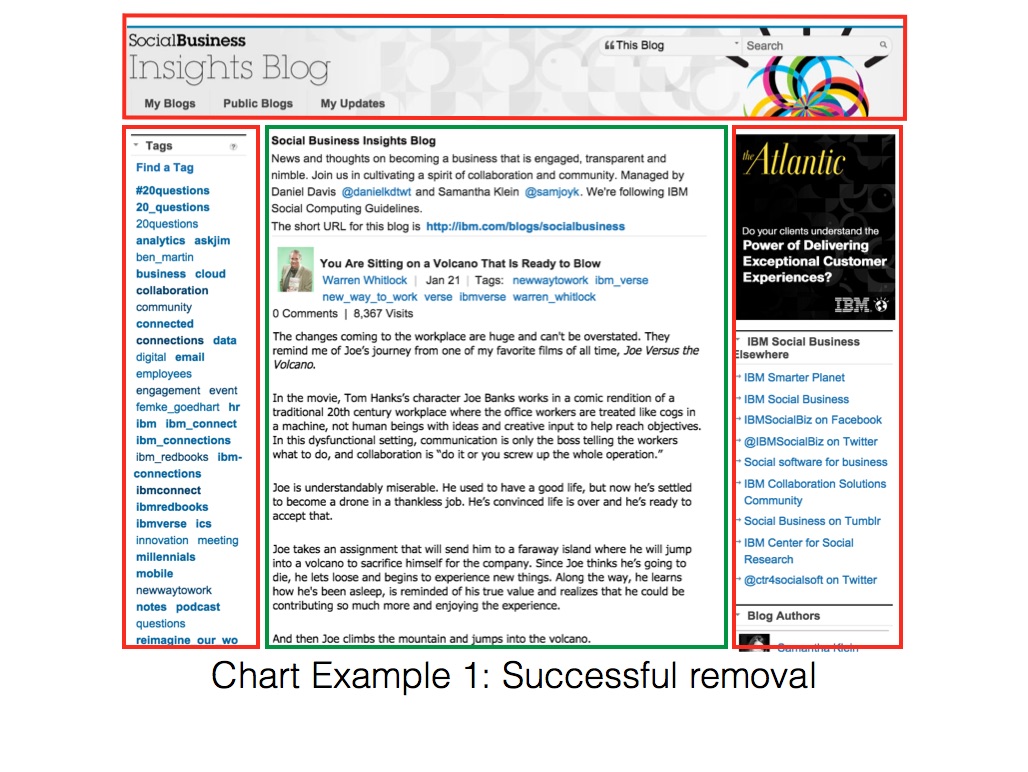 SocialBusiness
Insights Blog
This Blog
Search
My Blogs Public Blogs My Updates
Tags
Find a Tag
#20questions
20_questions
20questions
analytics askjim
ben_martin
business cloud
collaboration
community
connected
connections data
digital email
employees
engagement event
femke_goedhart hr
ibm ibm_connect
ibm_connections
ibm_redbooks ibm-
connections
ibmconnect
ibmredbooks
ibmverse ics
innovation meeting
millennials
mobile
newwaytowork
notes podcast
questions
reimagine_our_wo
Social Business Insights Blog
News and thoughts on becoming a business that is engaged, transparent and
nimble. Join us in cultivating a spirit of collaboration and community. Managed by
Daniel Davis @danielkdtwt and Samantha Klein @samjoyk. We're following IBM
Social Computing Guidelines.
The short URL for this blog is http://ibm.com/blogs/socialbusiness
You Are Sitting on a Volcano That Is Ready to Blow
Warren Whitlock | Jan 21 | Tags: newwaytowork ibm_verse
new_way_to_work verse ibmverse warren_whitlock
0 Comments | 8,367 Visits
The changes coming to the workplace are huge and can't be overstated. They
remind me of Joe's journey from one of my favorite films of all time, Joe Versus the
Volcano.
In the movie, Tom Hanks's character Joe Banks works in a comic rendition of a
traditional 20th century workplace where the office workers are treated like cogs in
a machine, not human beings with ideas and creative input to help reach objectives.
In this dysfunctional setting, communication is only the boss telling the workers
what to do, and collaboration is “do it or you screw up the whole operation.”
Joe is understandably miserable. He used to have a good life, but now he's settled
to become a drone in a thankless job. He's convinced life is over and he's ready to
accept that.
Joe takes an assignment that will send him to a faraway island where he will jump
into a volcano to sacrifice himself for the company. Since Joe thinks he's going to
die, he lets loose and begins to experience new things. Along the way, he learns
how he's been asleep, is reminded of his true value and realizes that he could be
contributing so much more and enjoying the experience.
And then Joe climbs the mountain and jumps into the volcano.
the Atlantic
Do your clients understand the
Power of Delivering
Exceptional Customer
Experiences?
IBM
IBM Social Business
Elsewhere
IBM Smarter Planet
IBM Social Business
IBMSocialBiz on Facebook
@IBMSocialBiz on Twitter
Social software for business
IBM Collaboration Solutions
Community
Social Business on Tumblr
IBM Center for Social
Research
@ctr4socialsoft on Twitter
Blog Authors
Samantha Klein
Chart Example 1: Successful removal